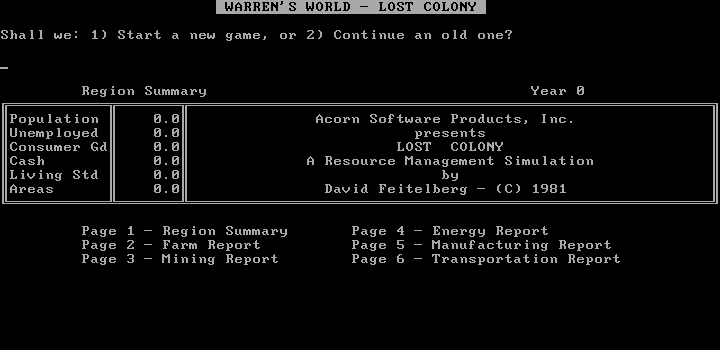 WARREN'S WORLD – LOST COLONY
Shall we: 1) Start a new game, or 2) Continue an old one?
_
Region Summary Year 0
Population 0.0
Unemployed 0.0
Consumer Gd 0.0
Cash 0.0
Living Std 0.0
Areas 0.0
Acorn Software Products, Inc.
presents
LOST COLONY
A Resource Management Simulation
by
David Feitelberg – (C) 1981
Page 1 – Region Summary
Page 2 – Farm Report
Page 3 – Mining Report
Page 4 – Energy Report
Page 5 – Manufacturing Report
Page 6 – Transportation Report